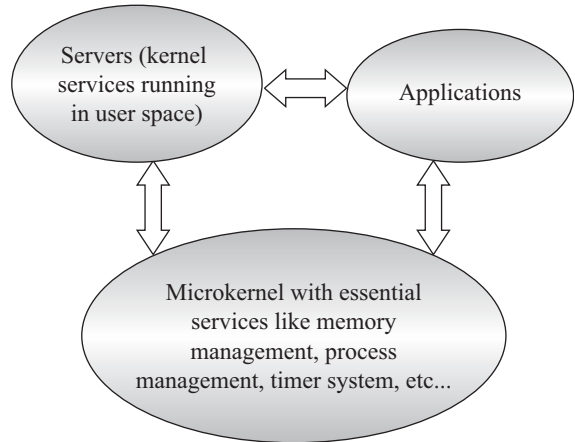 Servers (kernel
services running
in user space)
Applications
Microkernel with essential
services like memory
management, process
management, timer system, etc...